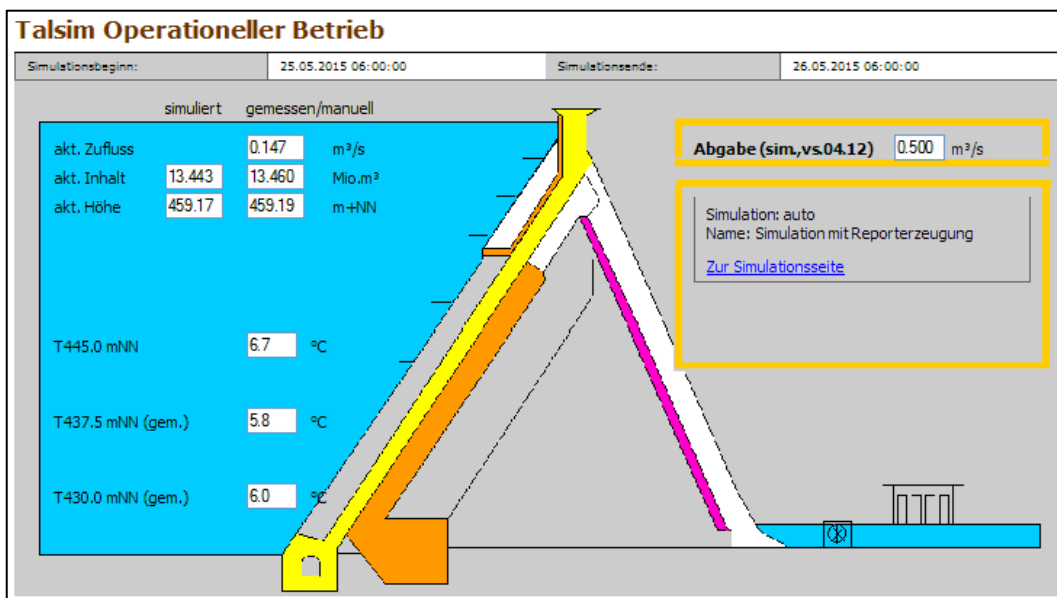 Talsim Operationeller Betrieb
Simulationsbeginn: 25.05.2015 06:00:00 Simulationsende: 26.05.2015 06:00:00
simuliert gemessen/manuell
akt. Zufluss 0.147 m³/s
akt. Inhalt 13.443 13.460 Mio.m³
akt. Höhe 459.17 459.19 m+NN
T445.0 mNN 6.7 °C
T437.5 mNN (gem.) 5.8 °C
T430.0 mNN (gem.) 6.0 °C
Abgabe (sim.,vs.04.12) 0.500 m³/s
Simulation: auto
Name: Simulation mit Reporterzeugung
Zur Simulationsseite